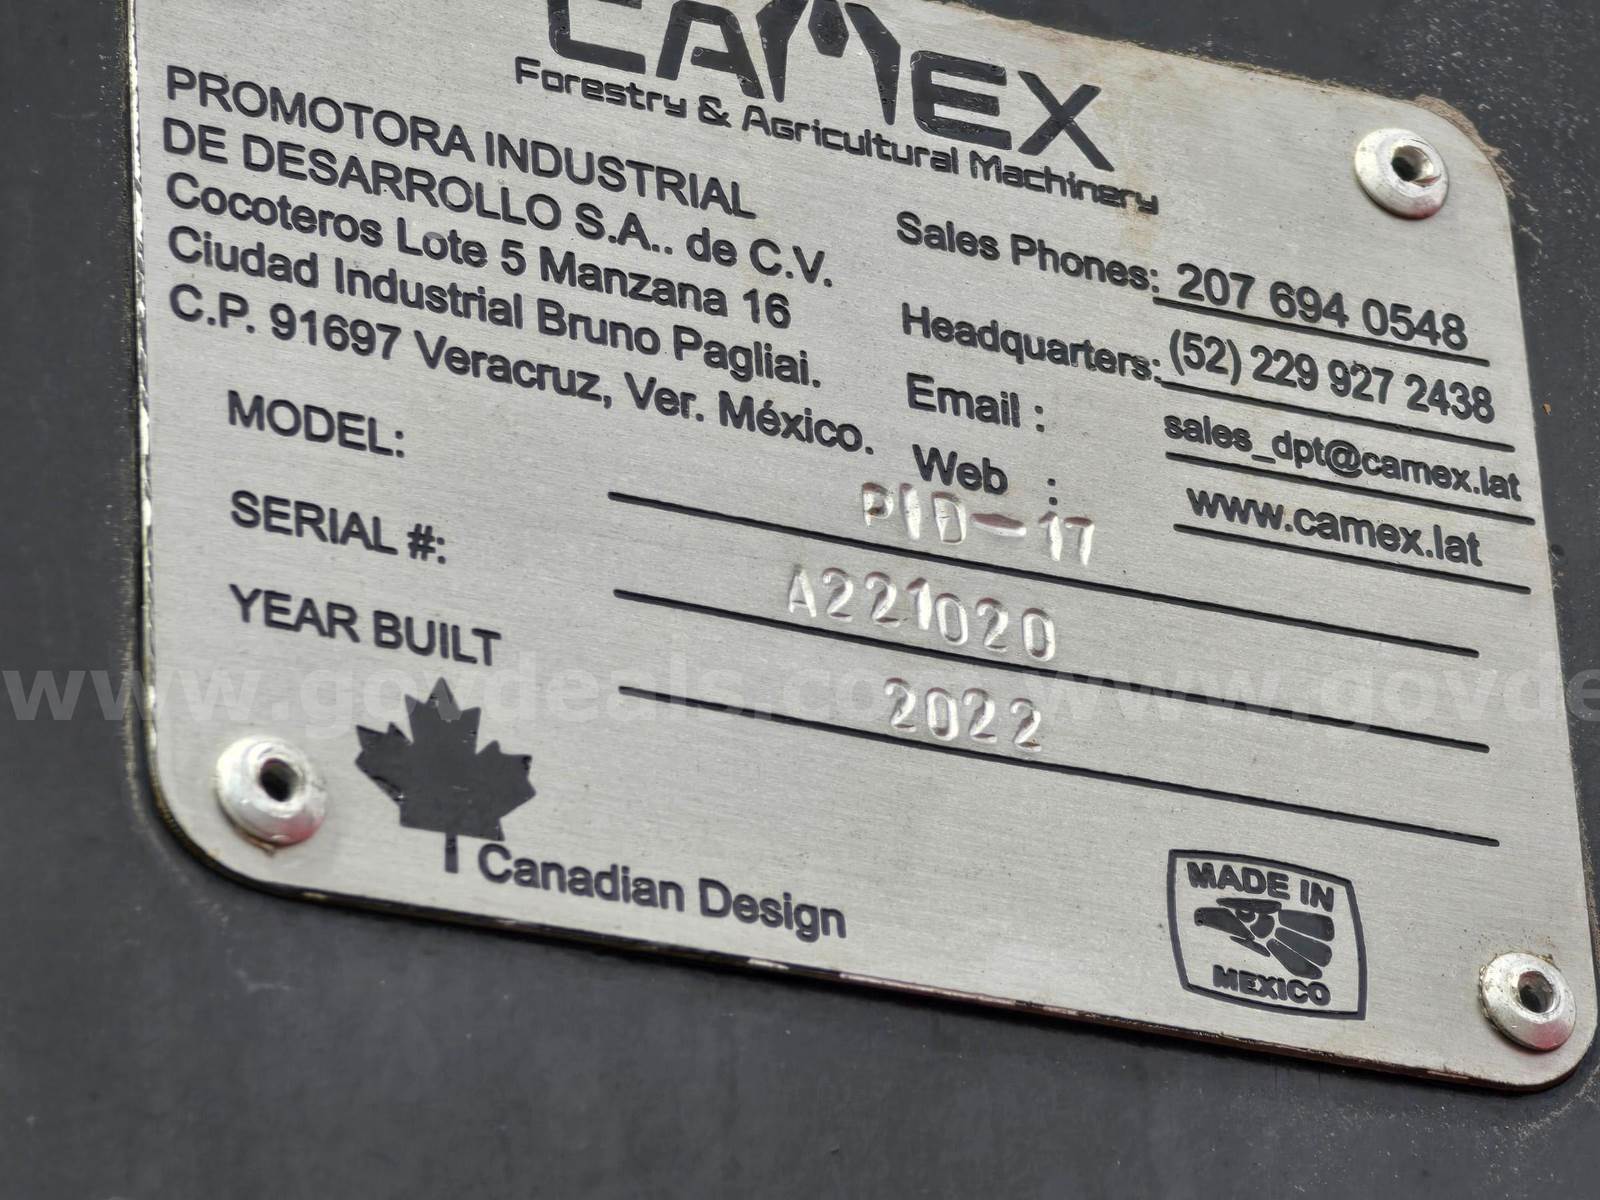 CAMEX
Forestry & Agricultural Machinery
PROMOTORA INDUSTRIAL
DE DESARROLLO S.A.. de C.V.
Cocoteros Lote 5 Manzana 16
Ciudad Industrial Bruno Pagliai.
C.P. 91697 Veracruz, Ver. México.
Sales Phones: 207 694 0548
Headquarters: (52) 229 927 2438
Email : sales_dpt@camex.lat
Web : www.camex.lat
MODEL: PID-17
SERIAL #: A221020
YEAR BUILT 2022
Canadian Design
MADE IN
MEXICO
www.govdeals.com www.govde